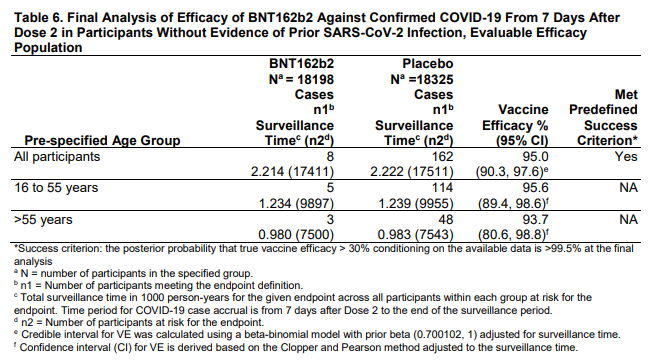 Table 6. Final Analysis of Efficacy of BNT162b2 Against Confirmed COVID-19 From 7 Days After
Dose 2 in Participants Without Evidence of Prior SARS-CoV-2 Infection, Evaluable Efficacy
Population
Pre-specified Age Group
BNT162b2
Nᵃ = 18198
Cases
n1ᵇ
Surveillance
Timeᶜ (n2ᵈ)
Placebo
Nᵃ =18325
Cases
n1ᵇ
Surveillance
Timeᶜ (n2ᵈ)
Vaccine
Efficacy %
(95% CI)
Met
Predefined
Success
Criterion*
All participants 8 162 95.0 Yes
2.214 (17411) 2.222 (17511) (90.3, 97.6)ᵉ
16 to 55 years 5 114 95.6 NA
1.234 (9897) 1.239 (9955) (89.4, 98.6)ᶠ
>55 years 3 48 93.7 NA
0.980 (7500) 0.983 (7543) (80.6, 98.8)ᶠ
*Success criterion: the posterior probability that true vaccine efficacy > 30% conditioning on the available data is >99.5% at the final
analysis
ᵃ N = number of participants in the specified group.
ᵇ n1 = Number of participants meeting the endpoint definition.
ᶜ Total surveillance time in 1000 person-years for the given endpoint across all participants within each group at risk for the
endpoint. Time period for COVID-19 case accrual is from 7 days after Dose 2 to the end of the surveillance period.
ᵈ n2 = Number of participants at risk for the endpoint.
ᵉ Credible interval for VE was calculated using a beta-binomial model with prior beta (0.700102, 1) adjusted for surveillance time.
ᶠ Confidence interval (CI) for VE is derived based on the Clopper and Pearson method adjusted to the surveillance time.